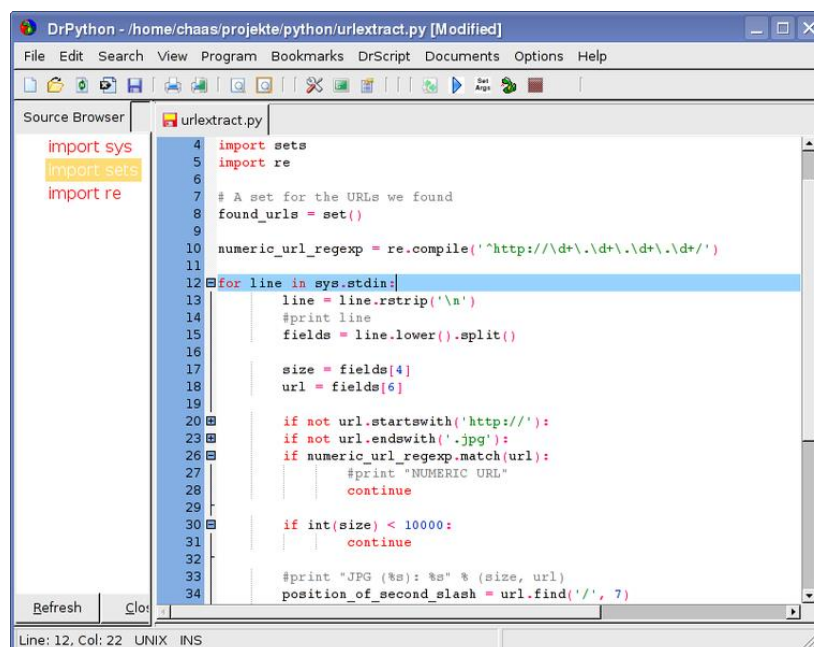 DrPython - /home/chaas/projekte/python/urlextract.py [Modified]
File Edit Search View Program Bookmarks DrScript Documents Options Help
Set Args
Source Browser
urlextract.py
import sys
import sets
import re
4 import sets
5 import re
6
7 # A set for the URLs we found
8 found_urls = set()
9
10 numeric_url_regexp = re.compile('^http://\d+\.\d+\.\d+\.\d+/')
11
12 for line in sys.stdin:
13 line = line.rstrip('\n')
14 #print line
15 fields = line.lower().split()
16
17 size = fields[4]
18 url = fields[6]
19
20 if not url.startswith('http://'):
23 if not url.endswith('.jpg'):
26 if numeric_url_regexp.match(url):
27 #print "NUMERIC URL"
28 continue
29
30 if int(size) < 10000:
31 continue
32
33 #print "JPG (%s): %s" % (size, url)
34 position_of_second_slash = url.find('/', 7)
Refresh Clos
Line: 12, Col: 22 UNIX INS